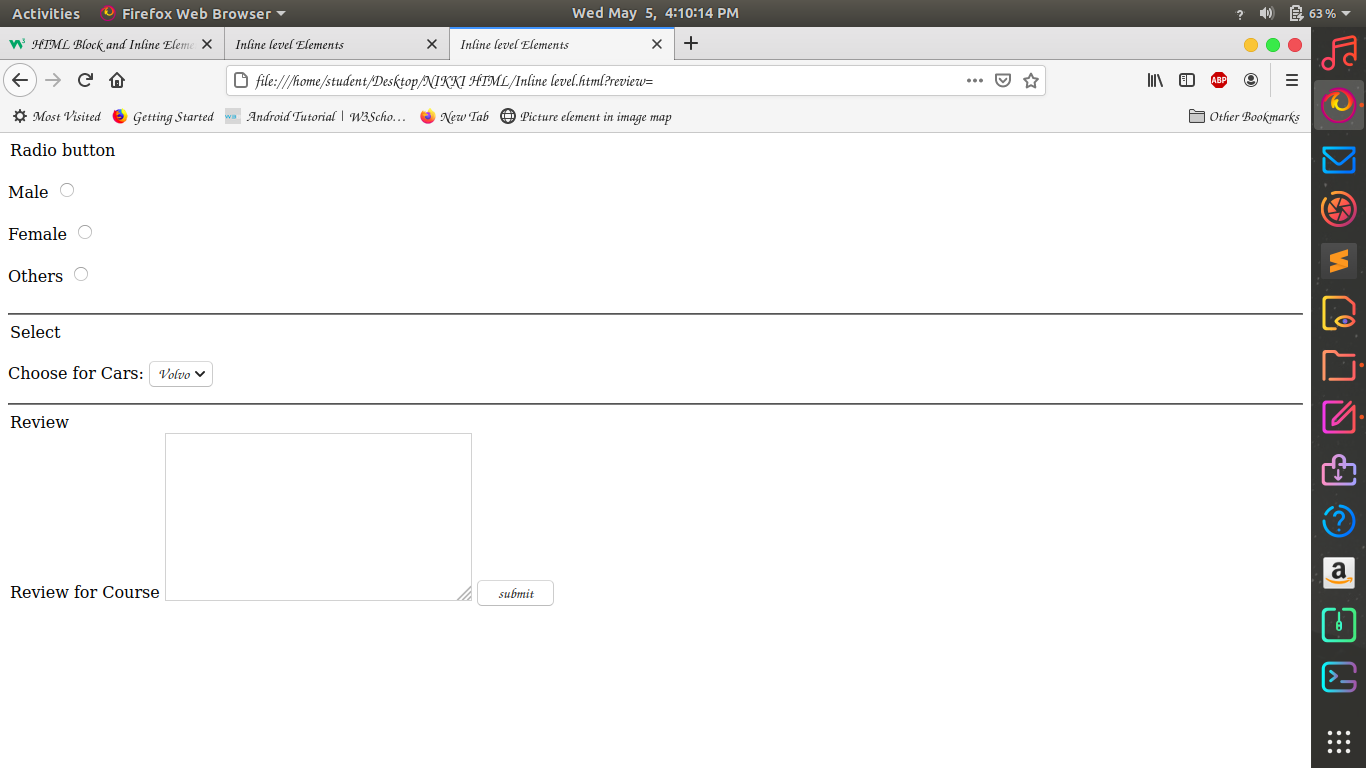 Activities Firefox Web Browser Wed May 5, 4:10:14 PM ? 63 %
HTML Block and Inline Elem Inline level Elements Inline level Elements
file:///home/student/Desktop/NIKKI HTML/Inline level.html?review= ABP
Most Visited Getting Started Android Tutorial | W3Scho… New Tab Picture element in image map Other Bookmarks
Radio button
Male
Female
Others
Select
Choose for Cars: Volvo
Review
Review for Course submit